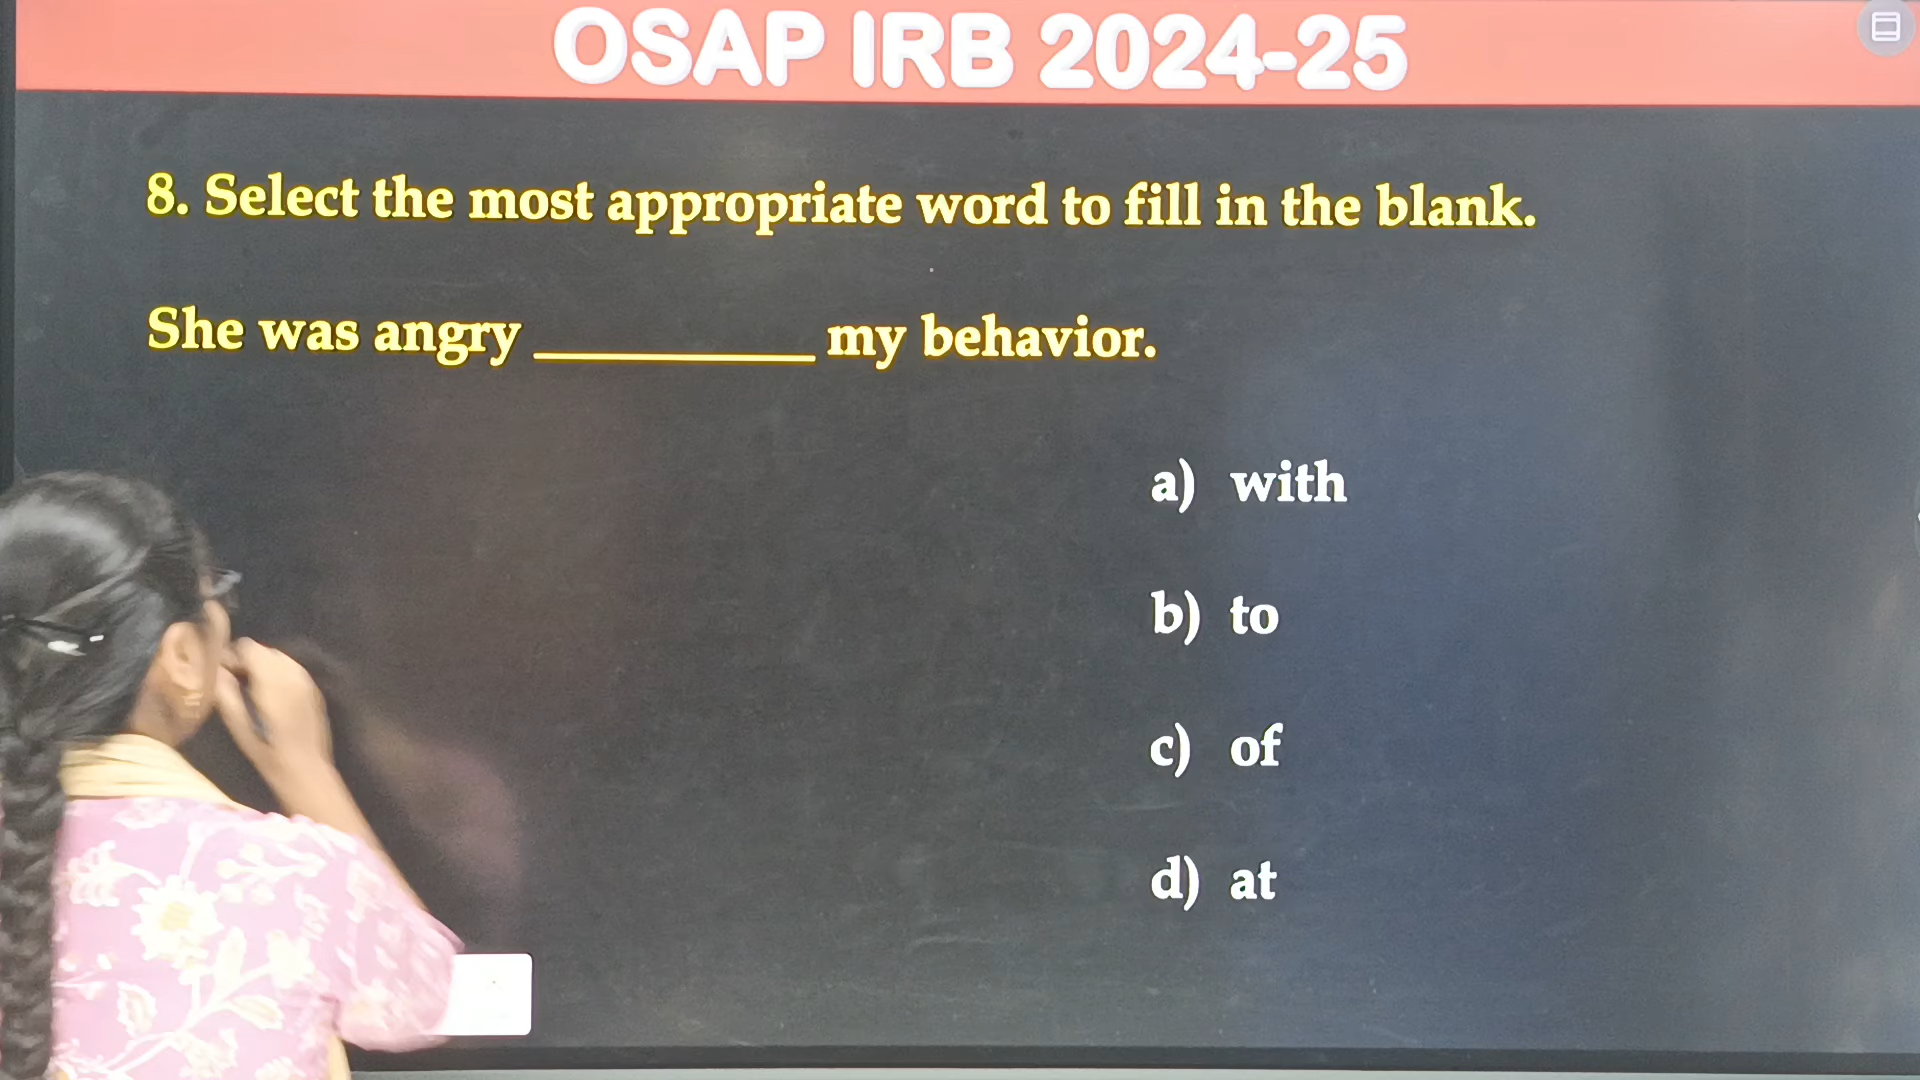 OSAP IRB 2024-25
8. Select the most appropriate word to fill in the blank.
She was angry __________ my behavior.
a) with
b) to
c) of
d) at